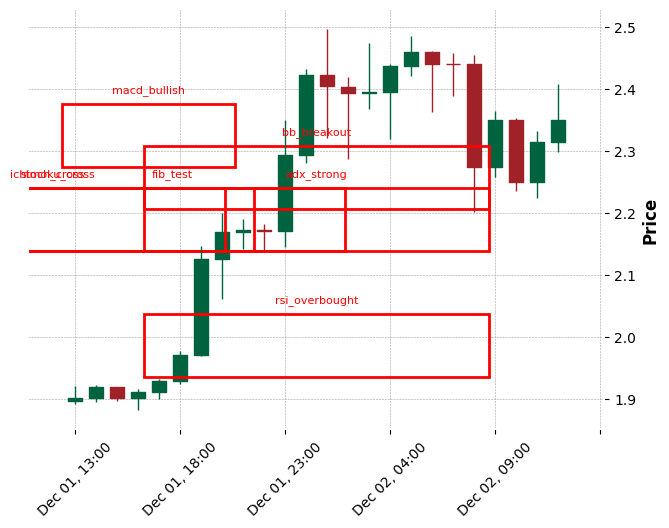 2.5
2.4
macd_bullish
bb_breakout
2.3
stoch_cross
fib_test
adx_strong
2.2
Price
2.1
rsi_overbought
2.0
1.9
Dec 01, 13:00
Dec 01, 18:00
Dec 01, 23:00
Dec 02, 04:00
Dec 02, 09:00